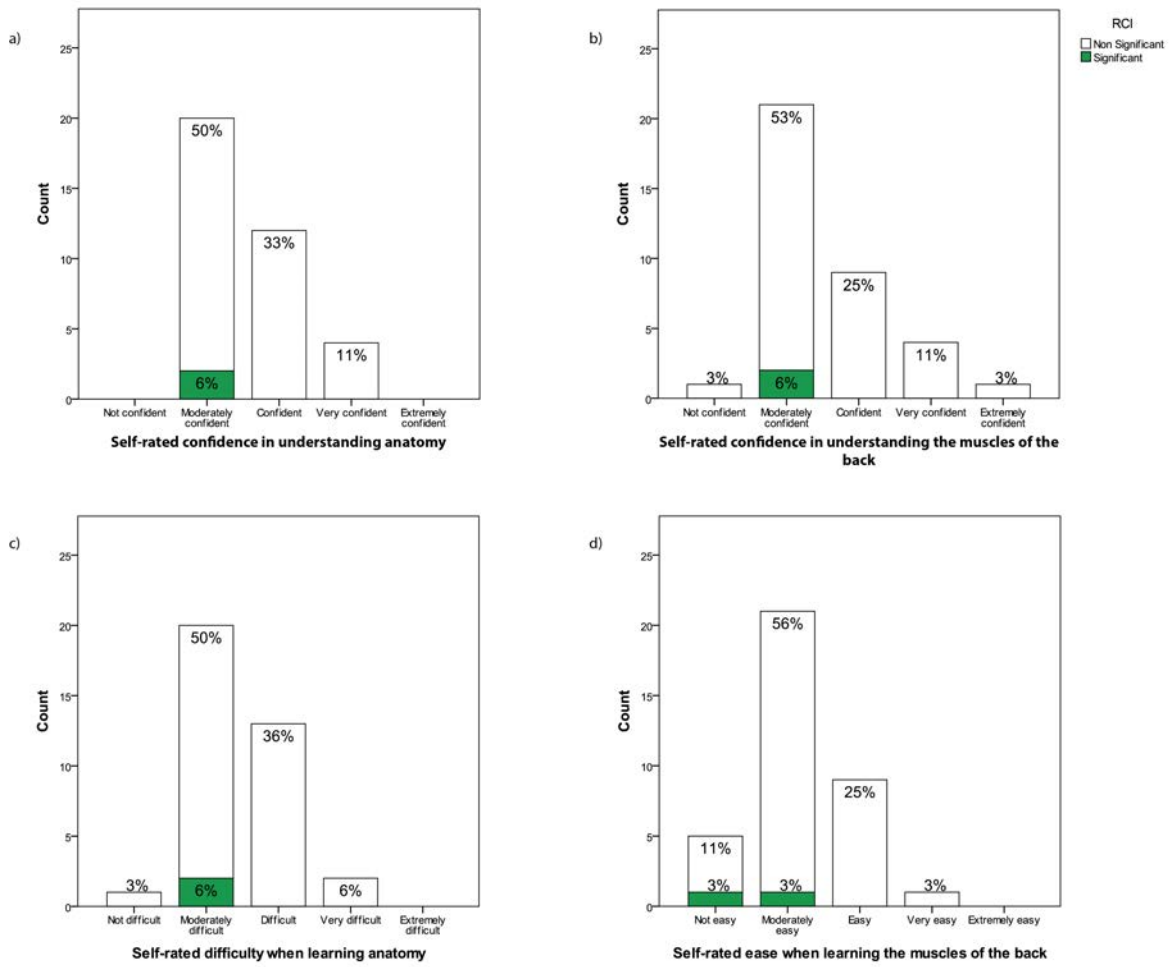 a)
25
20
15
10
5
0
Count
50%
6%
33%
11%
Not confident
Moderately confident
Confident
Very confident
Extremely confident
Self-rated confidence in understanding anatomy
b)
25
20
15
10
5
0
Count
3%
53%
6%
25%
11%
3%
Not confident
Moderately confident
Confident
Very confident
Extremely confident
Self-rated confidence in understanding the muscles of the
back
RCI
Non Significant
Significant
c)
25
20
15
10
5
0
Count
3%
50%
6%
36%
6%
Not difficult
Moderately difficult
Difficult
Very difficult
Extremely difficult
Self-rated difficulty when learning anatomy
d)
25
20
15
10
5
0
Count
11%
3%
56%
3%
25%
3%
Not easy
Moderately easy
Easy
Very easy
Extremely easy
Self-rated ease when learning the muscles of the back